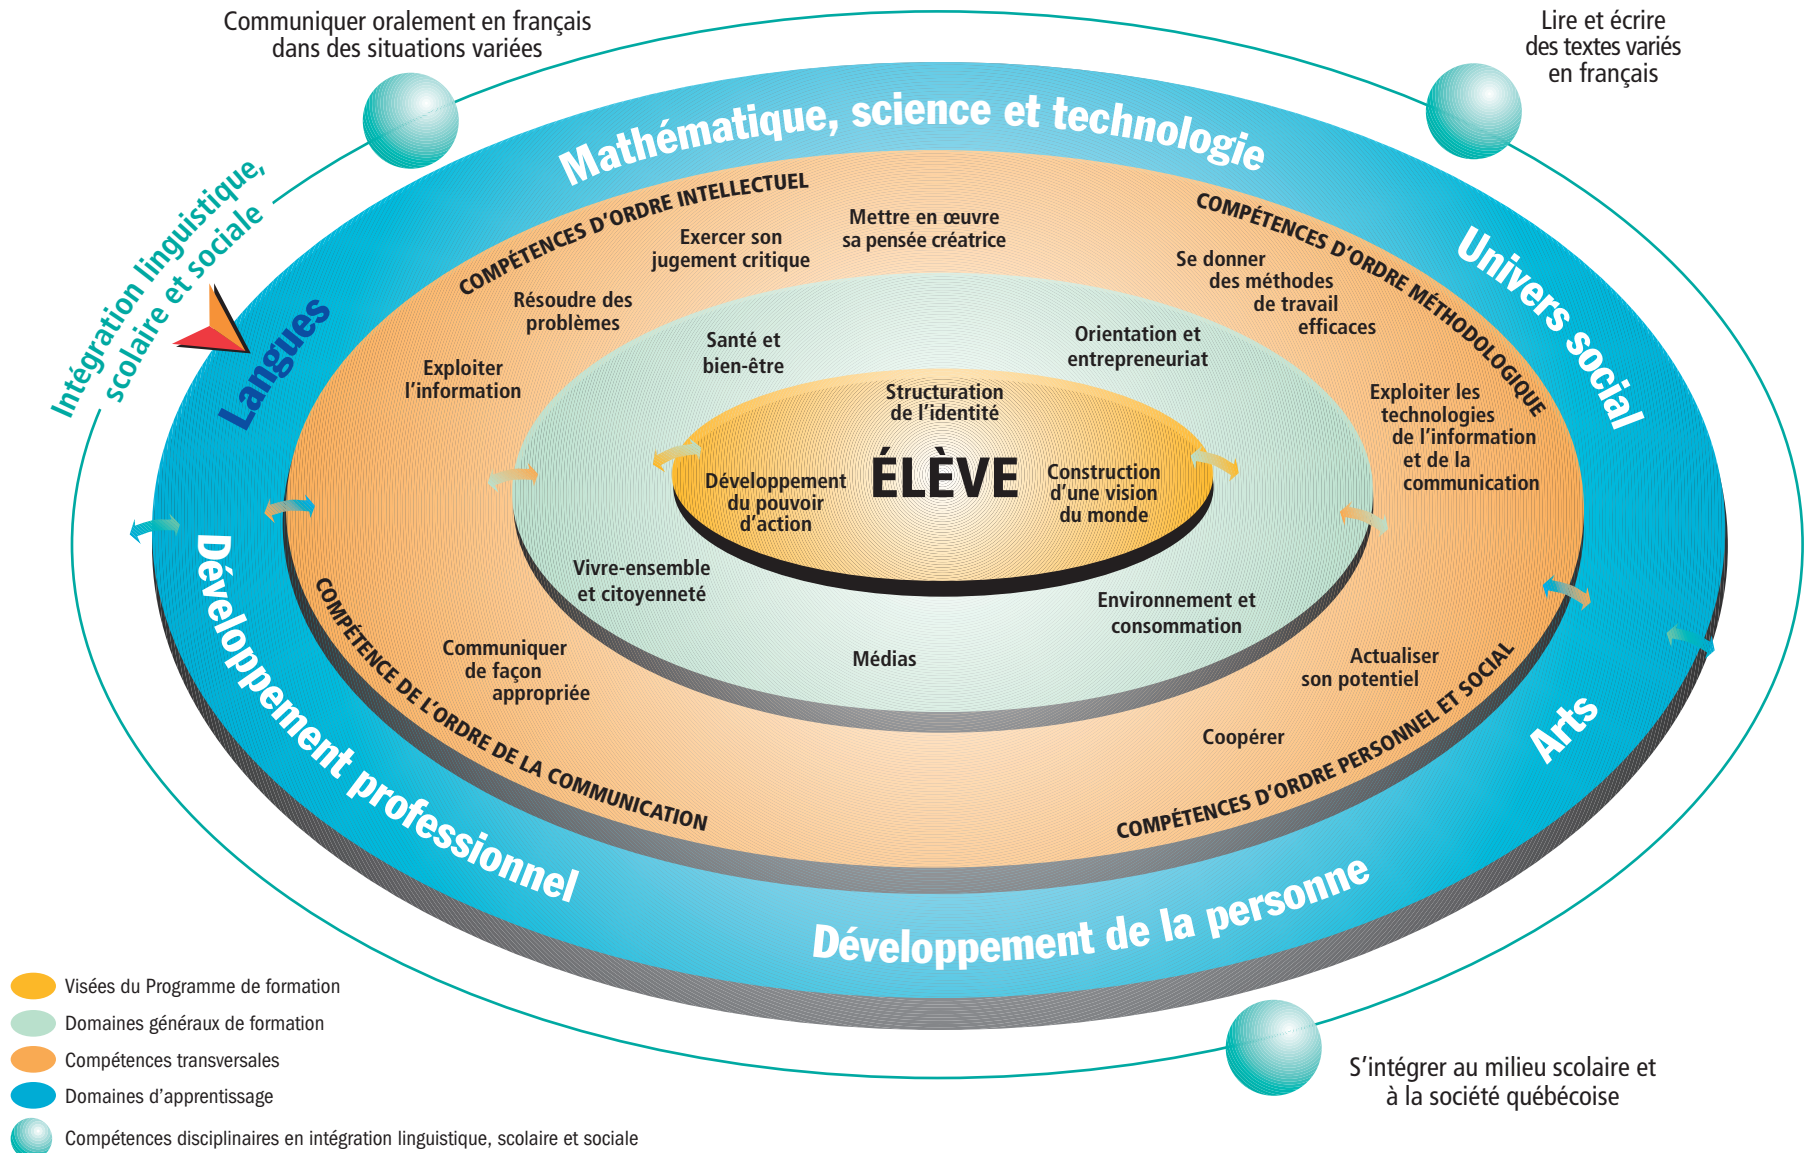 Communiquer oralement en français
dans des situations variées
Lire et écrire
des textes variés
en français
Intégration linguistique,
scolaire et sociale
Mathématique, science et technologie
Univers social
Langues
COMPÉTENCES D'ORDRE INTELLECTUEL
COMPÉTENCES D'ORDRE MÉTHODOLOGIQUE
Mettre en œuvre
sa pensée créatrice
Exercer son
jugement critique
Résoudre des
problèmes
Exploiter
l'information
Se donner
des méthodes
de travail
efficaces
Exploiter les
technologies
de l'information
et de la
communication
Santé et
bien-être
Orientation et
entrepreneuriat
Structuration
de l'identité
ÉLÈVE
Développement
du pouvoir
d'action
Construction
d'une vision
du monde
Vivre-ensemble
et citoyenneté
Environnement et
consommation
Médias
Communiquer
de façon
appropriée
Actualiser
son potentiel
Coopérer
COMPÉTENCE DE L'ORDRE DE LA COMMUNICATION
COMPÉTENCES D'ORDRE PERSONNEL ET SOCIAL
Développement professionnel
Développement de la personne
Arts
S'intégrer au milieu scolaire et
à la société québécoise
Visées du Programme de formation
Domaines généraux de formation
Compétences transversales
Domaines d'apprentissage
Compétences disciplinaires en intégration linguistique, scolaire et sociale